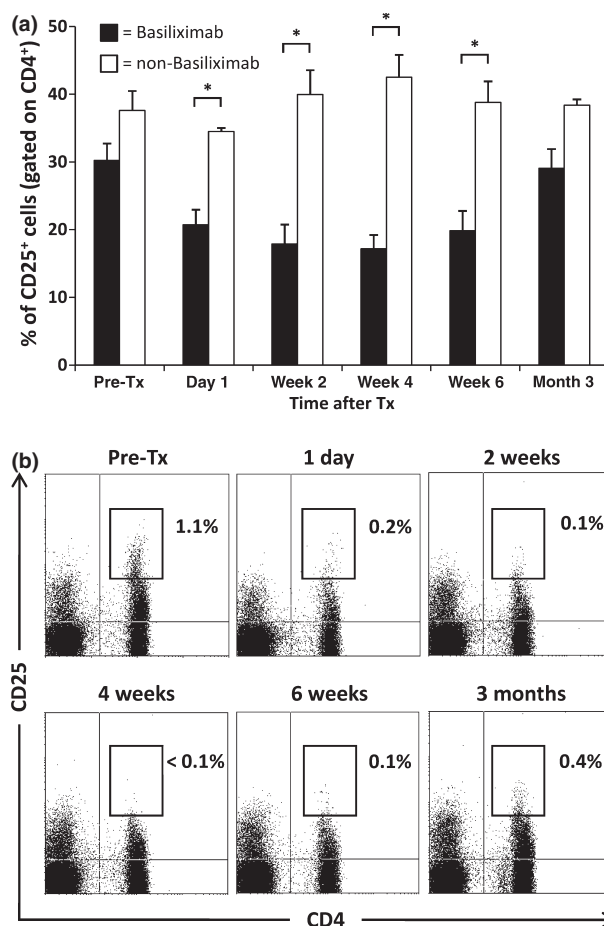 (a)
50
40
30
20
10
0
% of CD25⁺ cells (gated on CD4⁺)
= Basiliximab
= non-Basiliximab
*
*
*
*
Pre-Tx Day 1 Week 2 Week 4 Week 6 Month 3
Time after Tx
(b)
Pre-Tx 1 day 2 weeks
1.1% 0.2% 0.1%
4 weeks 6 weeks 3 months
< 0.1% 0.1% 0.4%
CD25
CD4